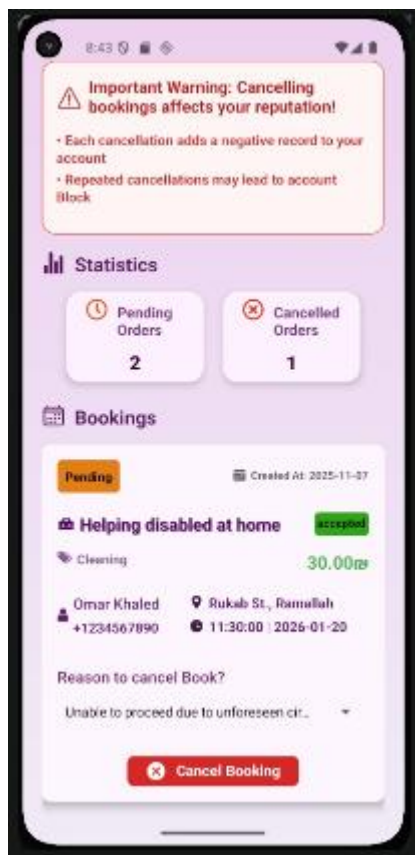 8:43
Important Warning: Cancelling
bookings affects your reputation!
• Each cancellation adds a negative record to your
account
• Repeated cancellations may lead to account
Block
Statistics
Pending
Orders
2
Cancelled
Orders
1
Bookings
Pending
Created At: 2025-11-07
Helping disabled at home
accepted
Cleaning
30.00₪
Omar Khaled
+1234567890
Rukab St., Ramallah
11:30:00 | 2026-01-20
Reason to cancel Book?
Unable to proceed due to unforeseen cir...
Cancel Booking